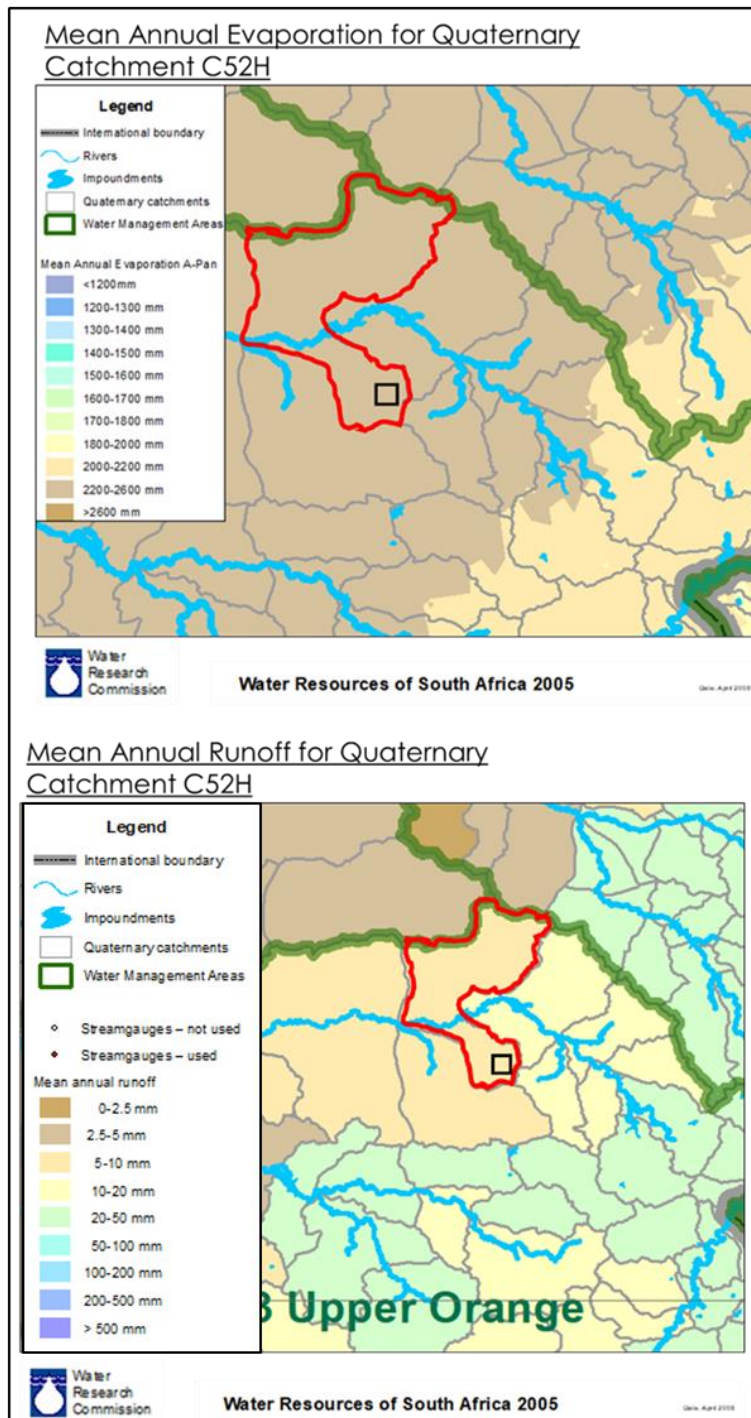 Mean Annual Evaporation for Quaternary
Catchment C52H
Legend
International boundary
Rivers
Impoundments
Quaternary catchments
Water Management Areas
Mean Annual Evaporation A-Pan
<1200mm
1200-1300 mm
1300-1400 mm
1400-1500 mm
1500-1600 mm
1600-1700 mm
1700-1800 mm
1800-2000 mm
2000-2200 mm
2200-2600 mm
>2600 mm
Water
Research
Commission
Water Resources of South Africa 2005
Mean Annual Runoff for Quaternary
Catchment C52H
Legend
International boundary
Rivers
Impoundments
Quaternary catchments
Water Management Areas
Streamgauges – not used
Streamgauges – used
Mean annual runoff
0-2.5 mm
2.5-5 mm
5-10 mm
10-20 mm
20-50 mm
50-100 mm
100-200 mm
200-500 mm
> 500 mm
Upper Orange
Water
Research
Commission
Water Resources of South Africa 2005